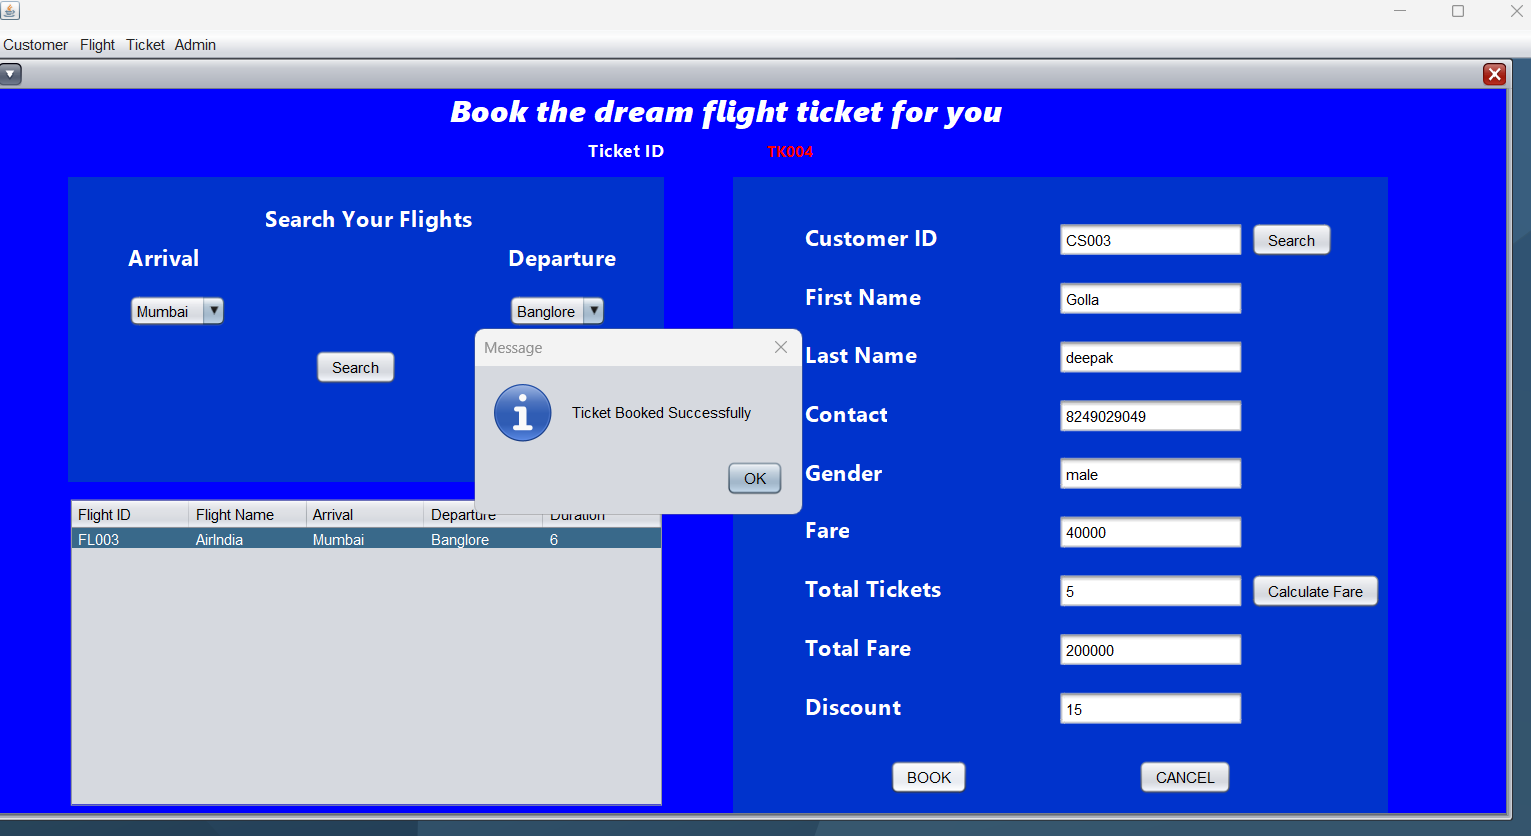 Customer Flight Ticket Admin
Book the dream flight ticket for you
Ticket ID TK004
Search Your Flights
Arrival Departure
Mumbai Banglore
Search
Flight ID Flight Name Arrival Departure Duration
FL003 AirIndia Mumbai Banglore 6
Message
Ticket Booked Successfully
OK
Customer ID CS003 Search
First Name Golla
Last Name deepak
Contact 8249029049
Gender male
Fare 40000
Total Tickets 5 Calculate Fare
Total Fare 200000
Discount 15
BOOK CANCEL